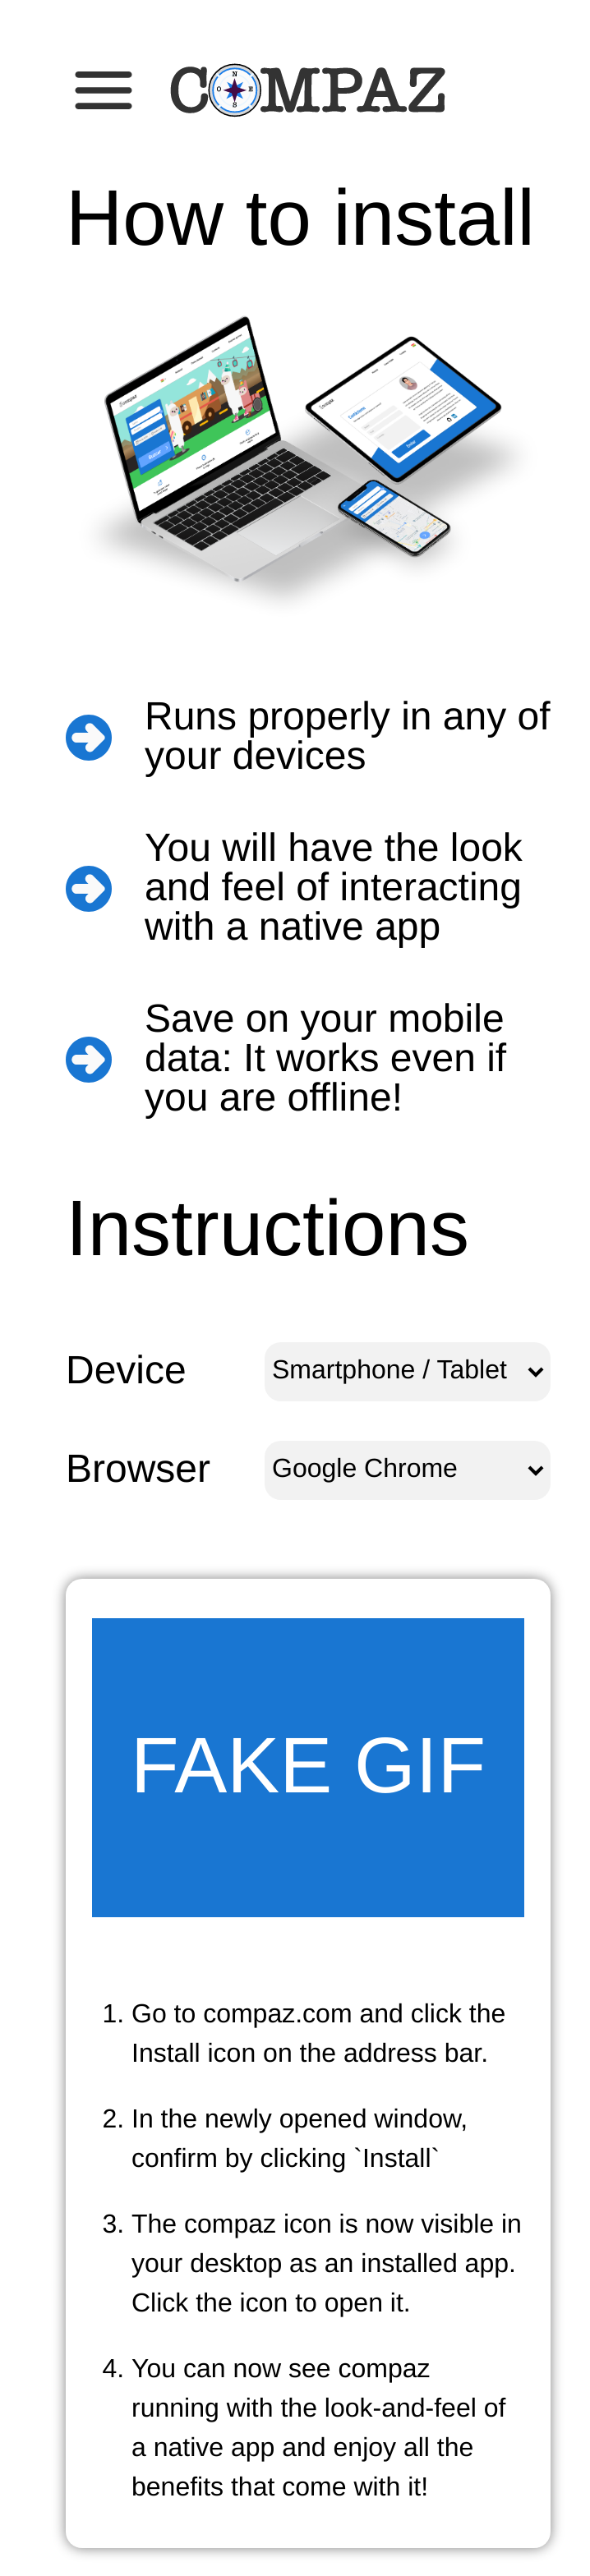 COMPAZ
How to install
Runs properly in any of
your devices
You will have the look
and feel of interacting
with a native app
Save on your mobile
data: It works even if
you are offline!
Instructions
Device
Smartphone / Tablet
Browser
Google Chrome
FAKE GIF
1. Go to compaz.com and click the
Install icon on the address bar.
2. In the newly opened window,
confirm by clicking `Install`
3. The compaz icon is now visible in
your desktop as an installed app.
Click the icon to open it.
4. You can now see compaz
running with the look-and-feel of
a native app and enjoy all the
benefits that come with it!